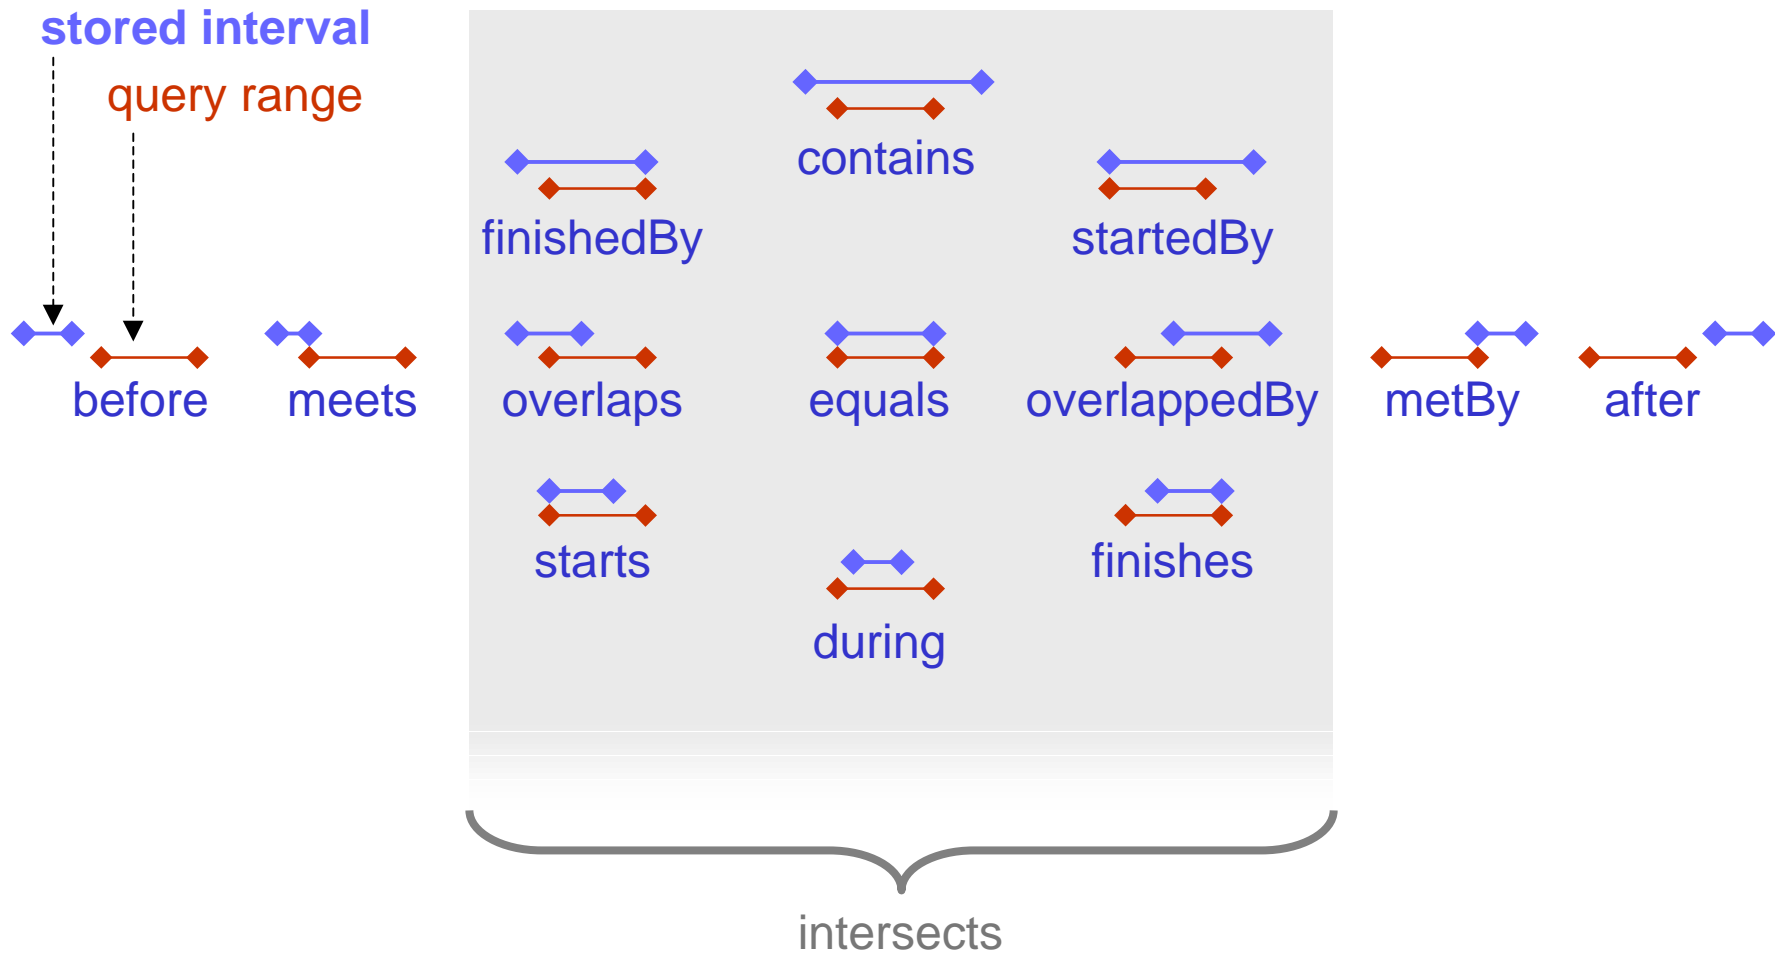 stored interval
query range
contains
finishedBy
startedBy
before
meets
overlaps
equals
overlappedBy
metBy
after
starts
finishes
during
intersects